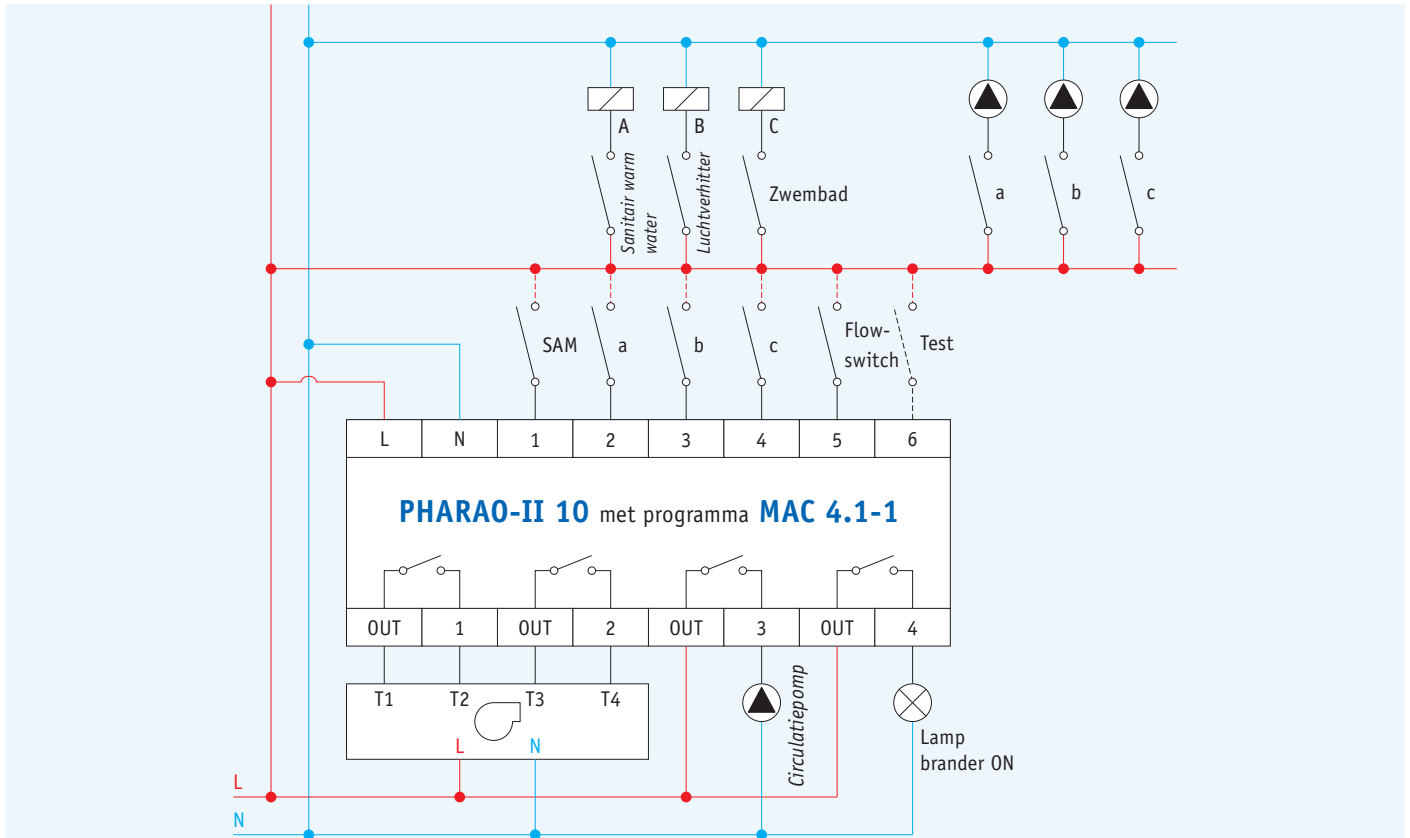 A B C
Sanitair warm
water
Luchtverhitter
Zwembad
a b c
SAM a b c Flow-
switch Test
L N 1 2 3 4 5 6
PHARAO-II 10 met programma MAC 4.1-1
OUT 1 OUT 2 OUT 3 OUT 4
T1 T2 T3 T4
L N
Circulatiepomp
Lamp
brander ON
L
N